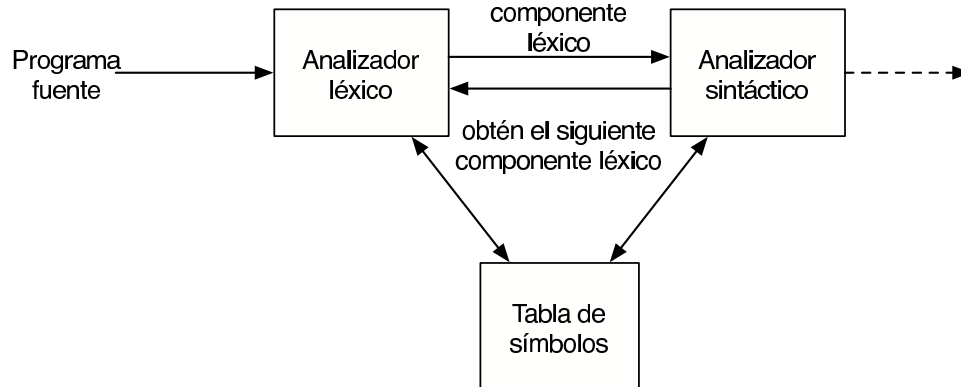 componente
léxico
Programa
fuente
Analizador
léxico
Analizador
sintáctico
obtén el siguiente
componente léxico
Tabla de
símbolos